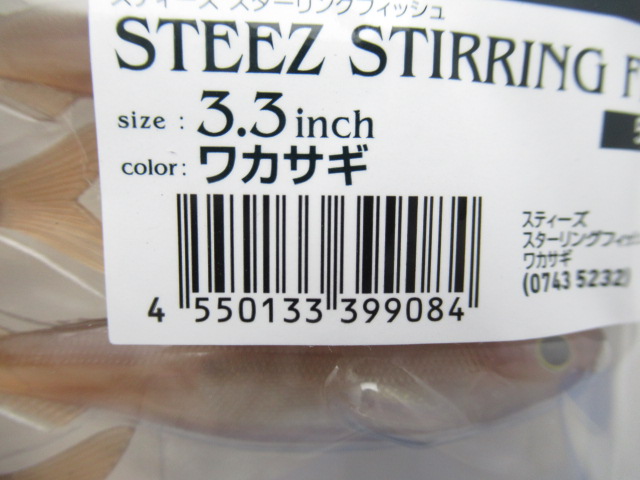 スティーズ スターリングフィッシュ
STEEZ STIRRING
size : 3.3 inch
color: ワカサギ
スティーズ
スターリングフィッ
ワカサギ
(0743 5232)
4 550133 399084